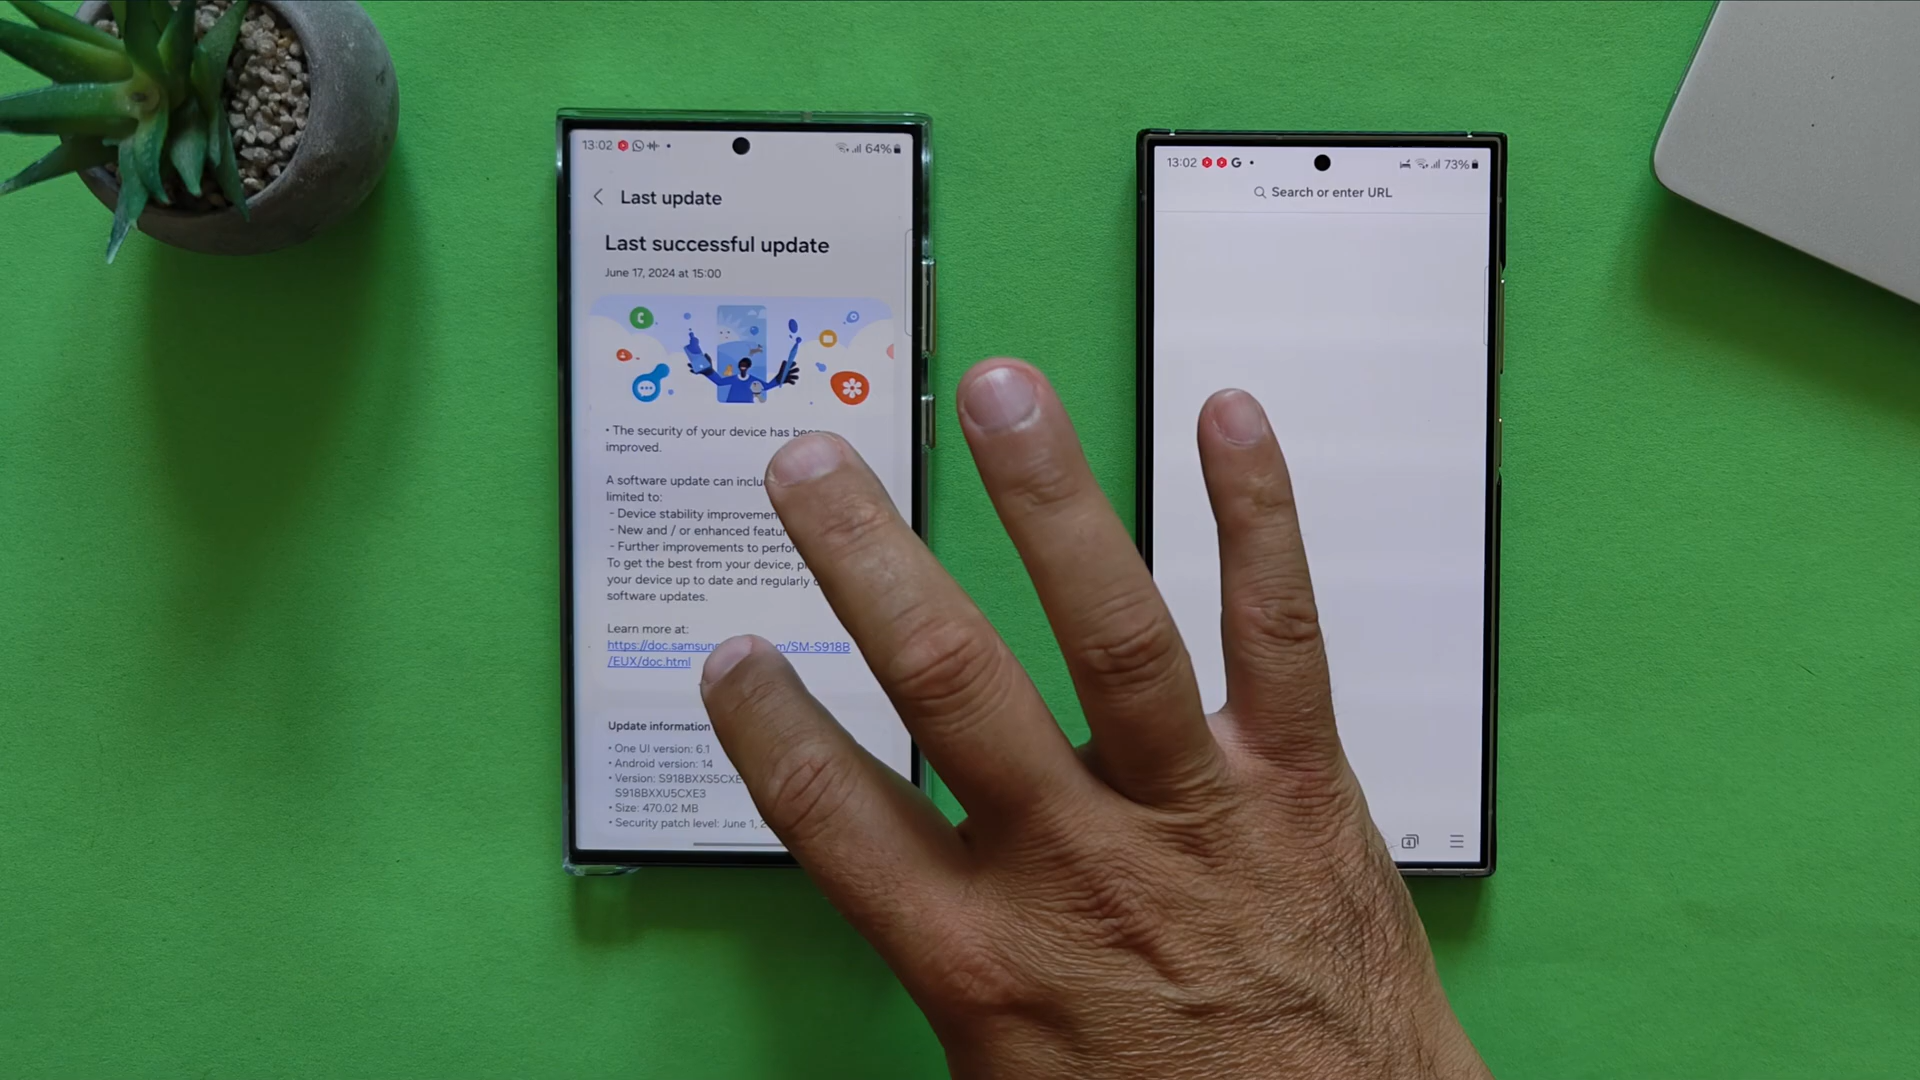 13:02
64%
Last update
Last successful update
June 17, 2024 at 15:00
• The security of your device has
improved.
A software update can
limited to:
- Device stability
- New and / or enhanced
- Further improvements to
To get the best from your device,
your device up to date and regularly
software updates.
Learn more at:
https://doc.samsun m/SM-S918B
/EUX/doc.html
Update information
• One UI version: 6.1
• Android version: 14
• Version: S918BXXS5CXE
S918BXXU5CXE3
• Size: 470.02 MB
• Security patch level: June 1,
13:02 G
73%
Search or enter URL
4